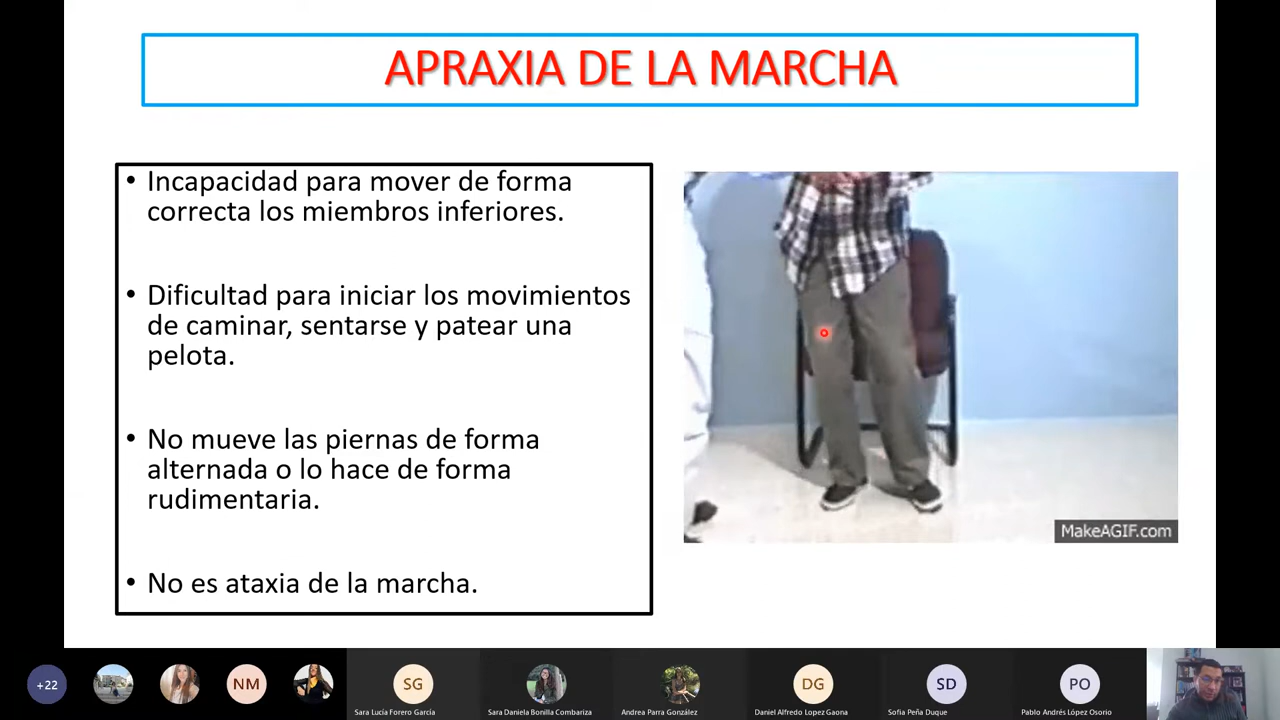 APRAXIA DE LA MARCHA
• Incapacidad para mover de forma
correcta los miembros inferiores.
• Dificultad para iniciar los movimientos
de caminar, sentarse y patear una
pelota.
• No mueve las piernas de forma
alternada o lo hace de forma
rudimentaria.
• No es ataxia de la marcha.
MakeAGIF.com
+22
NM
SG
DG
SD
PO
Sara Lucía Forero García
Sara Daniela Bonilla Combariza
Andrea Parra González
Daniel Alfredo Lopez Gaona
Sofia Peña Duque
Pablo Andrés López Osorio